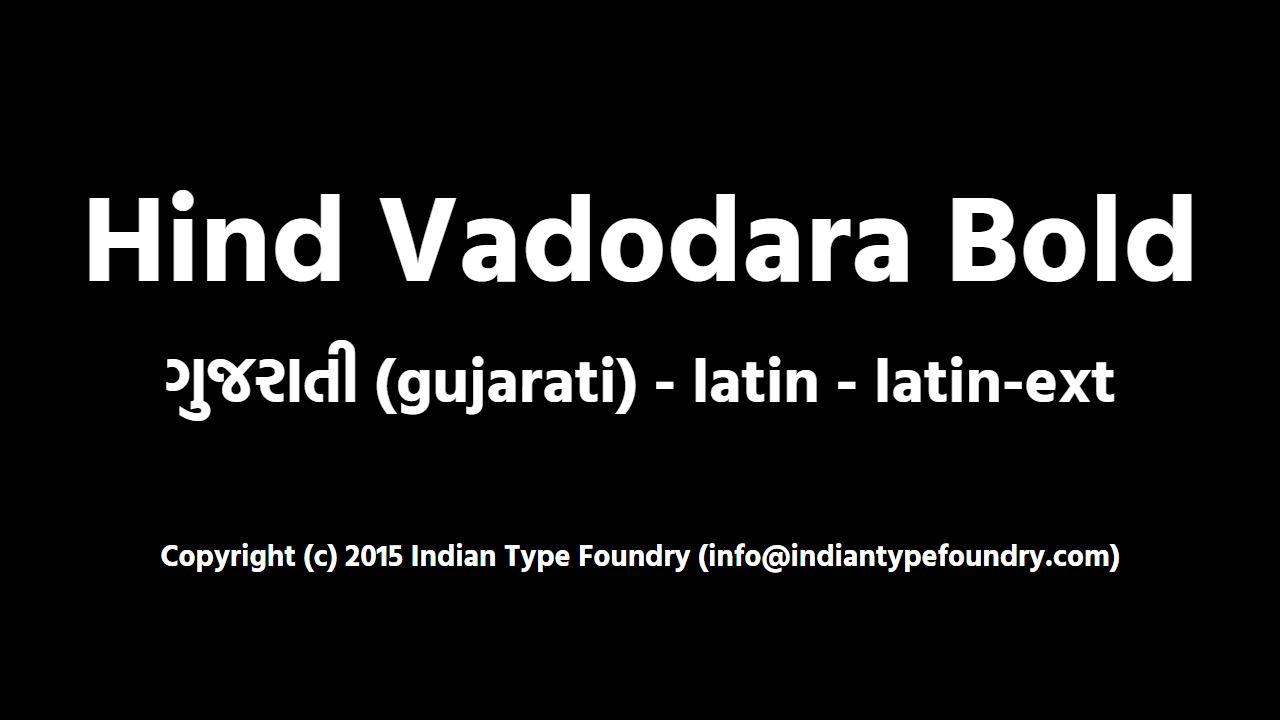 Hind Vadodara Bold
ગુજરાતી (gujarati) - latin - latin-ext
Copyright (c) 2015 Indian Type Foundry (info@indiantypefoundry.com)